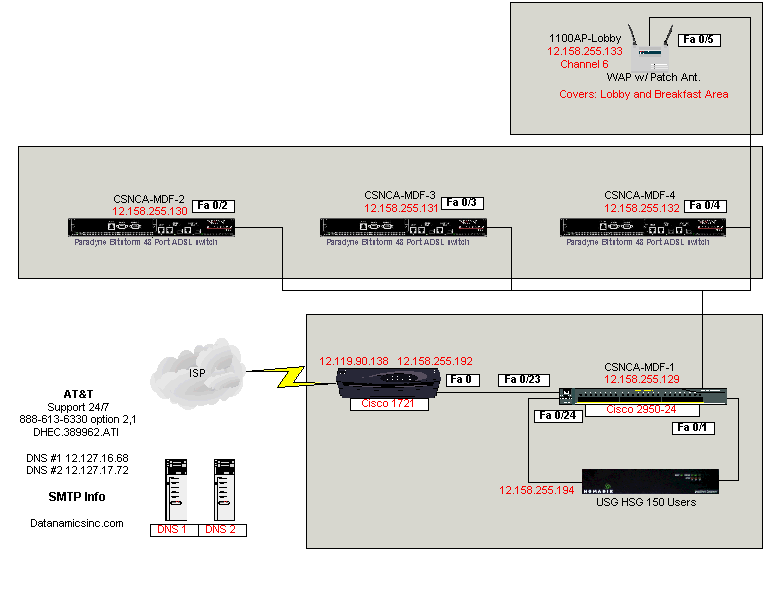 1100AP-Lobby
Fa 0/5
12.158.255.133
Channel 6
WAP w/ Patch Ant.
Covers: Lobby and Breakfast Area
CSNCA-MDF-2
12.158.255.130
Fa 0/2
Paradyne Bitstorm 48 Port ADSL switch
CSNCA-MDF-3
12.158.255.131
Fa 0/3
Paradyne Bitstorm 48 Port ADSL switch
CSNCA-MDF-4
12.158.255.132
Fa 0/4
Paradyne Bitstorm 48 Port ADSL switch
ISP
12.119.90.138
12.158.255.192
Fa 0
Cisco 1721
Fa 0/23
CSNCA-MDF-1
12.158.255.129
Cisco 2950-24
Fa 0/24
Fa 0/1
12.158.255.194
NOMADIX
USG HSG 150 Users
AT&T
Support 24/7
888-613-6330 option 2,1
DHEC.389962.ATI
DNS #1 12.127.16.68
DNS #2 12.127.17.72
SMTP Info
Datanamicsinc.com
DNS 1
DNS 2